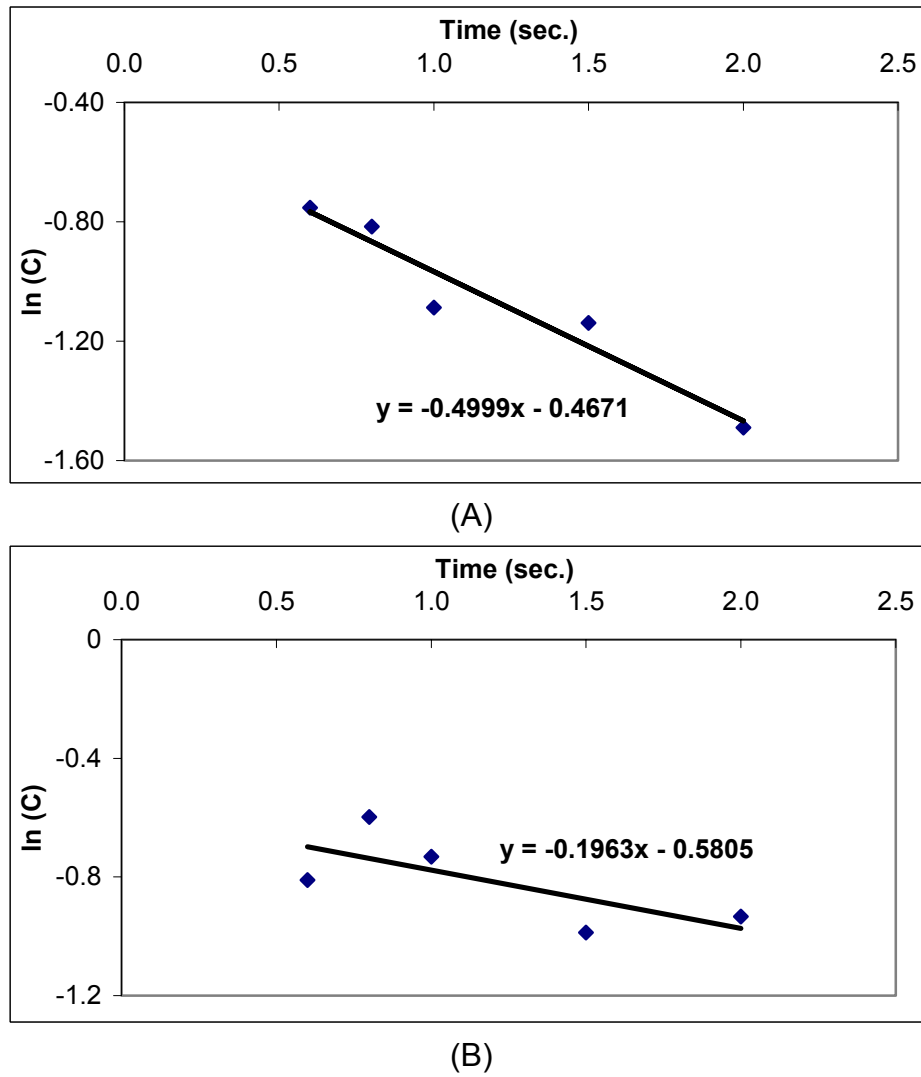 Time (sec.)
0.0 0.5 1.0 1.5 2.0 2.5
-0.40
-0.80
-1.20
-1.60
ln (C)
y = -0.4999x - 0.4671
(A)
Time (sec.)
0.0 0.5 1.0 1.5 2.0 2.5
0
-0.4
-0.8
-1.2
ln (C)
y = -0.1963x - 0.5805
(B)